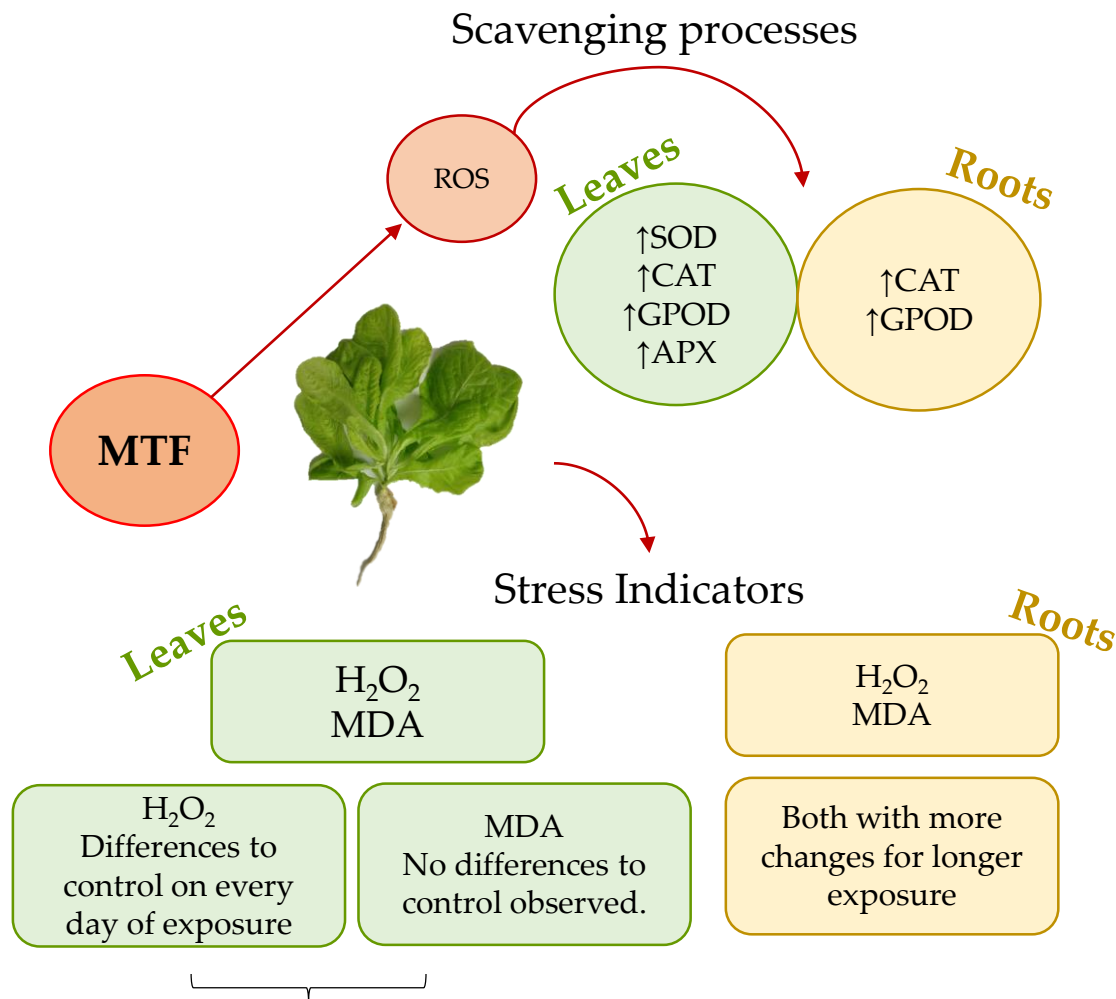 Scavenging processes
ROS
Leaves
↑SOD
↑CAT
↑GPOD
↑APX
Roots
↑CAT
↑GPOD
MTF
Stress Indicators
Leaves
H₂O₂
MDA
Roots
H₂O₂
MDA
H₂O₂
Differences to
control on every
day of exposure
MDA
No differences to
control observed.
Both with more
changes for longer
exposure